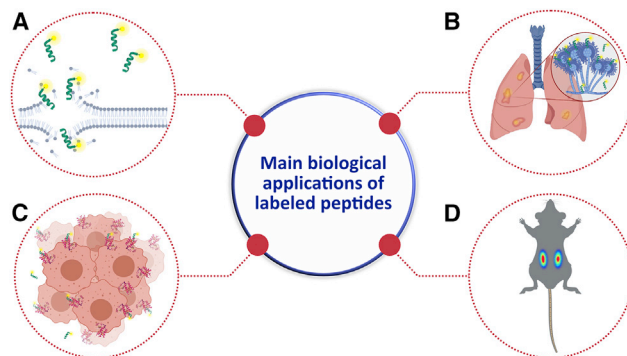 A
B
Main biological
applications of
labeled peptides
C
D